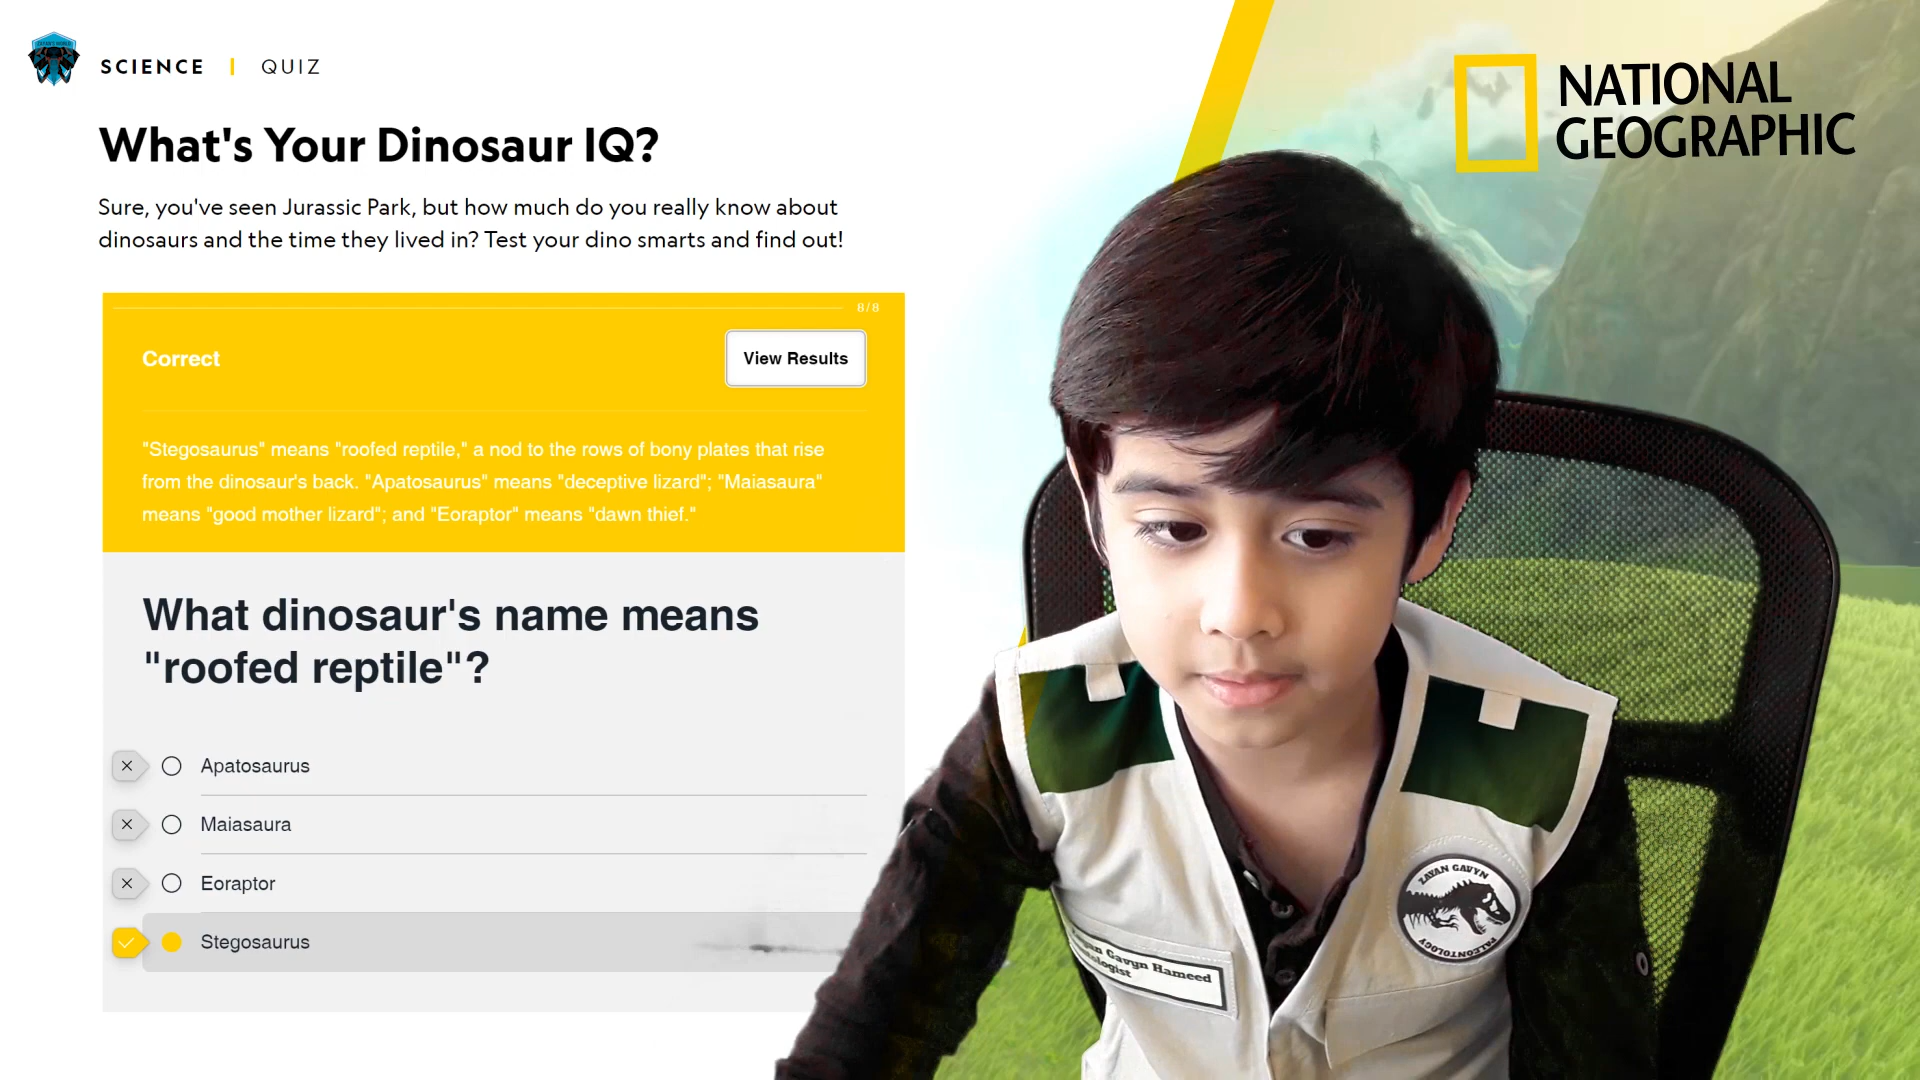 ZAYAN'S WORLD
SCIENCE | QUIZ
NATIONAL
GEOGRAPHIC
What's Your Dinosaur IQ?
Sure, you've seen Jurassic Park, but how much do you really know about
dinosaurs and the time they lived in? Test your dino smarts and find out!
8/8
Correct
View Results
"Stegosaurus" means "roofed reptile," a nod to the rows of bony plates that rise
from the dinosaur's back. "Apatosaurus" means "deceptive lizard"; "Maiasaura"
means "good mother lizard"; and "Eoraptor" means "dawn thief."
What dinosaur's name means
"roofed reptile"?
Apatosaurus
Maiasaura
Eoraptor
Stegosaurus
ZAYAN GAVYN
PALEONTOLOGY
Gavyn Hameed